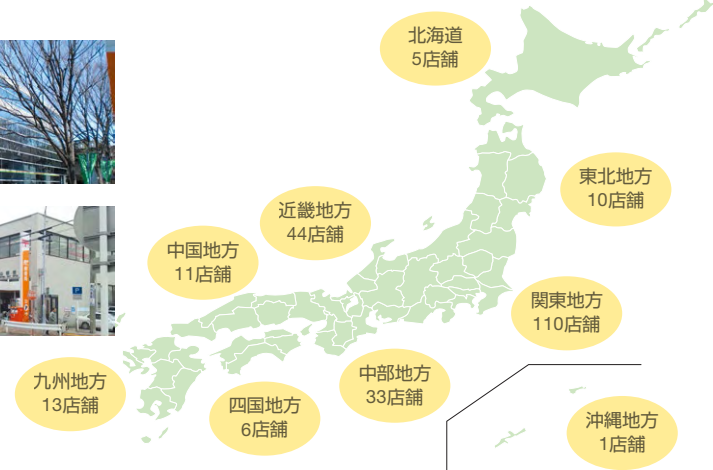 北海道
5店舗
東北地方
10店舗
近畿地方
44店舗
中国地方
11店舗
関東地方
110店舗
中部地方
33店舗
九州地方
13店舗
四国地方
6店舗
沖縄地方
1店舗